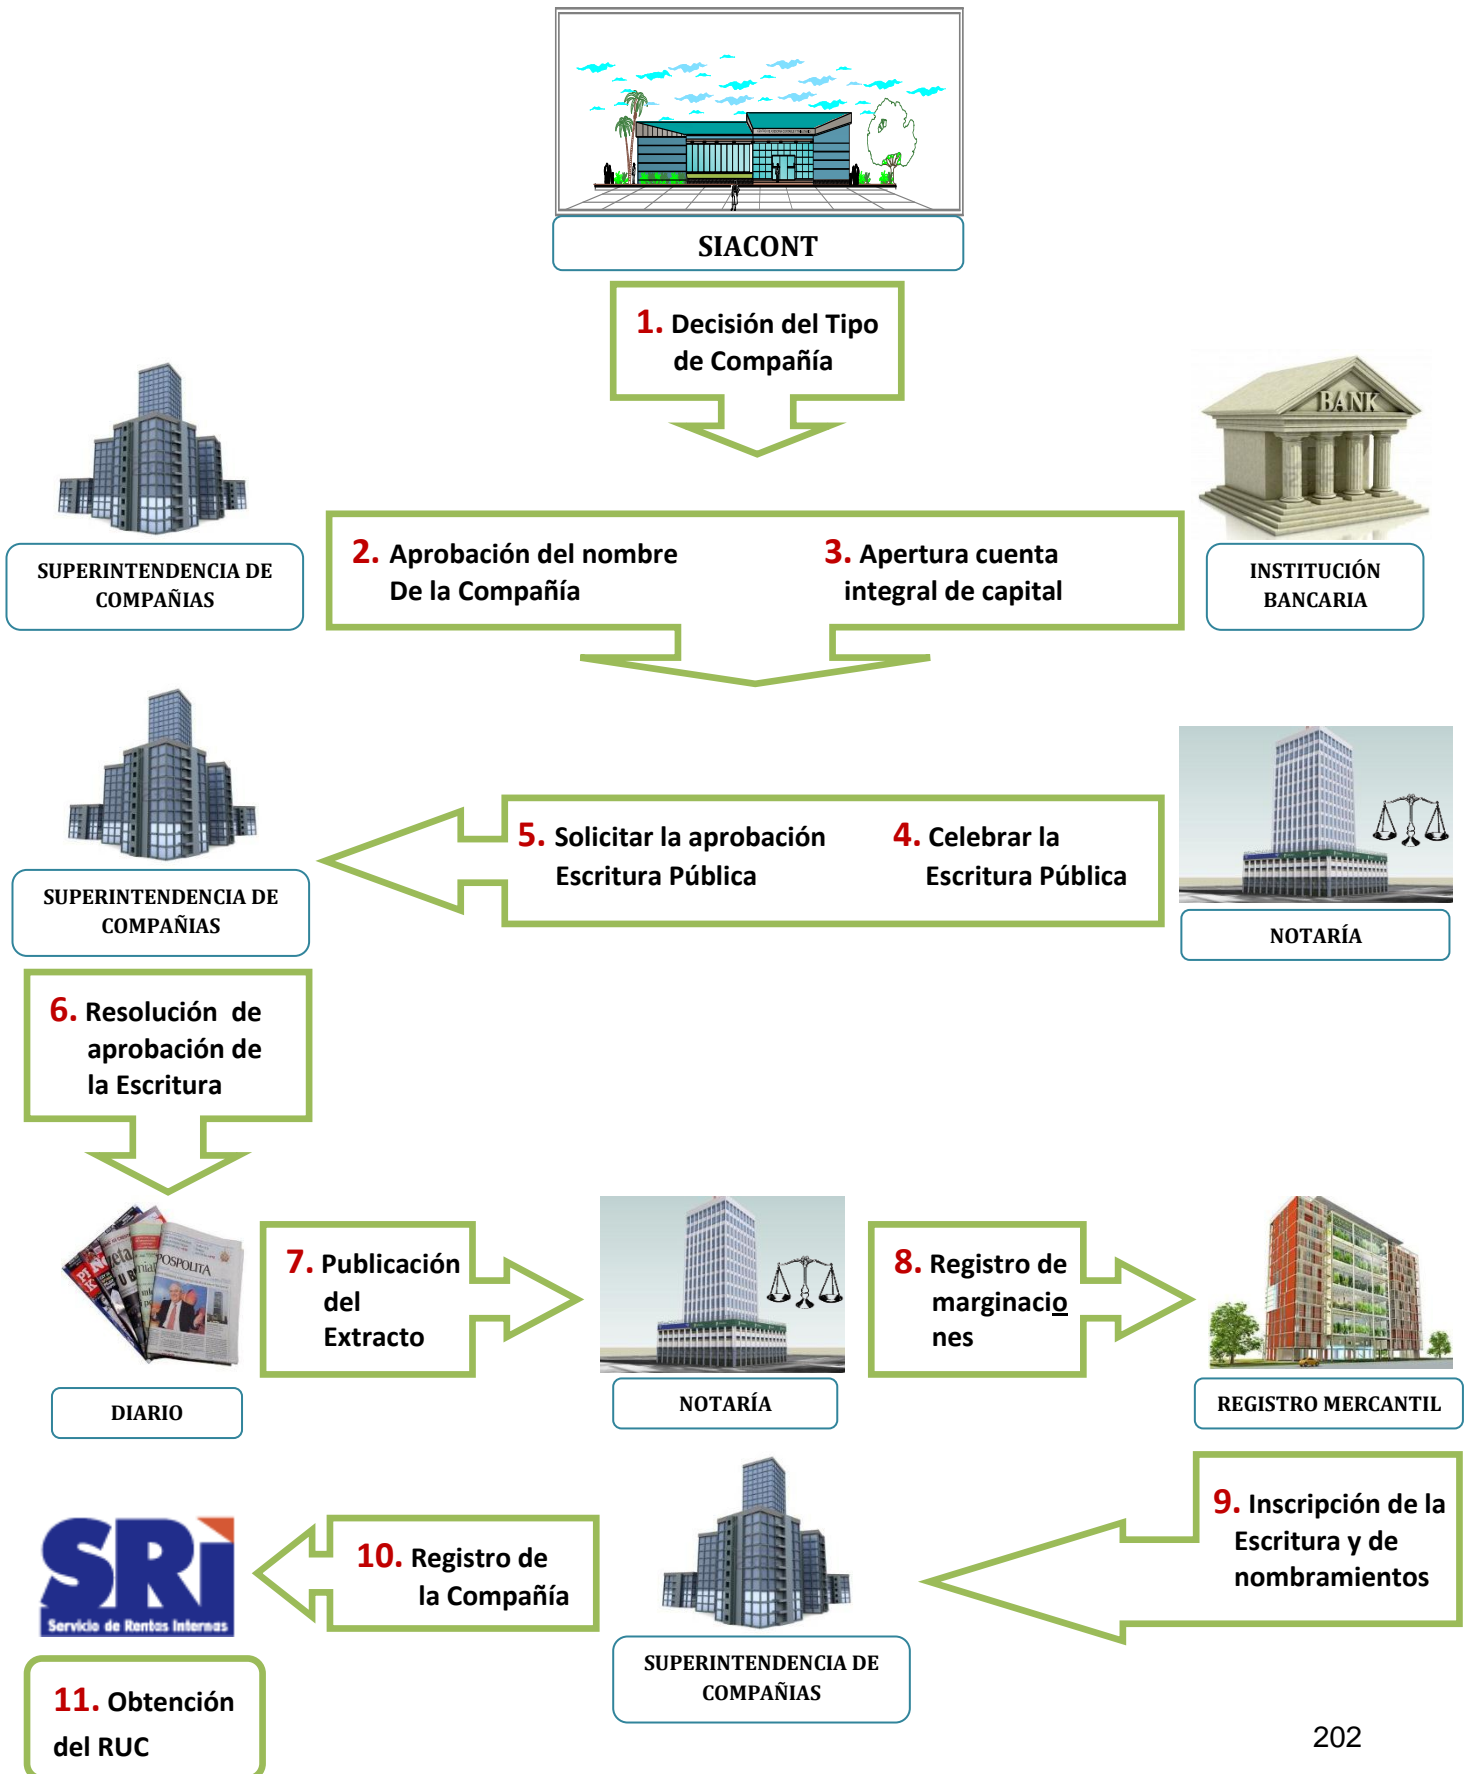 SIACONT
1. Decisión del Tipo
de Compañía
BANK
SUPERINTENDENCIA DE
COMPAÑIAS
2. Aprobación del nombre
De la Compañía
3. Apertura cuenta
integral de capital
INSTITUCIÓN
BANCARIA
SUPERINTENDENCIA DE
COMPAÑIAS
5. Solicitar la aprobación
Escritura Pública
4. Celebrar la
Escritura Pública
NOTARÍA
6. Resolución de
aprobación de
la Escritura
POSPOLITA
DIARIO
7. Publicación
del
Extracto
NOTARÍA
8. Registro de
marginacio
nes
REGISTRO MERCANTIL
9. Inscripción de la
Escritura y de
nombramientos
SUPERINTENDENCIA DE
COMPAÑIAS
10. Registro de
la Compañía
SRi
Servicio de Rentas Internas
11. Obtención
del RUC
202